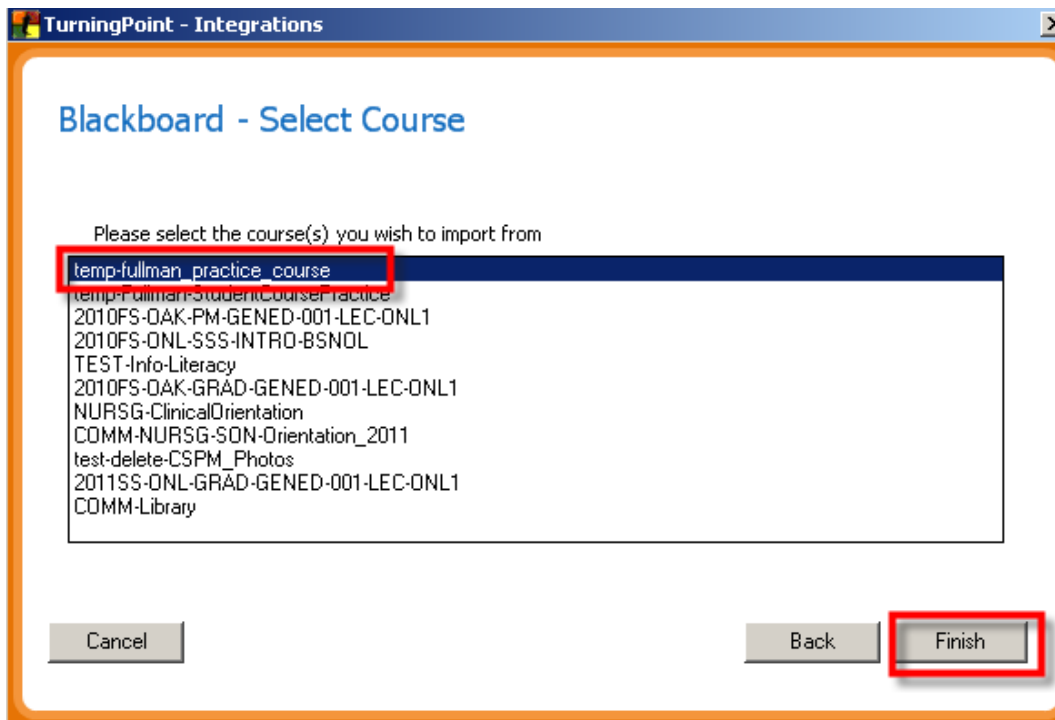 TurningPoint - Integrations
Blackboard - Select Course
Please select the course(s) you wish to import from
temp-fullman_practice_course
temp-Fullman-StudentCoursePractice
2010FS-OAK-PM-GENED-001-LEC-ONL1
2010FS-ONL-SSS-INTRO-BSNOL
TEST-Info-Literacy
2010FS-OAK-GRAD-GENED-001-LEC-ONL1
NURSG-ClinicalOrientation
COMM-NURSG-SON-Orientation_2011
test-delete-CSPM_Photos
2011SS-ONL-GRAD-GENED-001-LEC-ONL1
COMM-Library
Cancel Back Finish